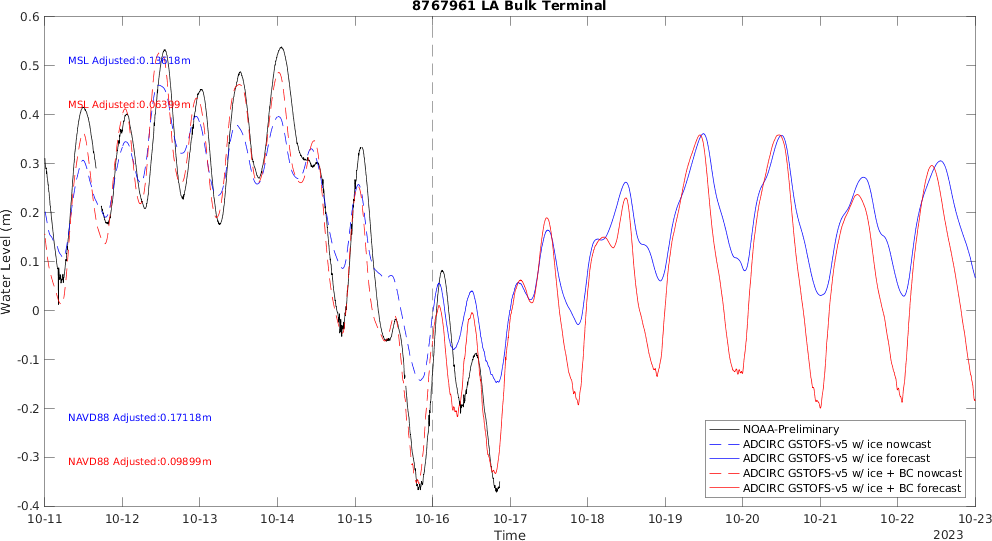 8767961 LA Bulk Terminal
0.6
0.5
0.4
0.3
0.2
0.1
0
-0.1
-0.2
-0.3
-0.4
Water Level (m)
MSL Adjusted:0.13618m
MSL Adjusted:0.06399m
NAVD88 Adjusted:0.17118m
NAVD88 Adjusted:0.09899m
NOAA-Preliminary
ADCIRC GSTOFS-v5 w/ ice nowcast
ADCIRC GSTOFS-v5 w/ ice forecast
ADCIRC GSTOFS-v5 w/ ice + BC nowcast
ADCIRC GSTOFS-v5 w/ ice + BC forecast
10-11 10-12 10-13 10-14 10-15 10-16 10-17 10-18 10-19 10-20 10-21 10-22 10-23
Time
2023